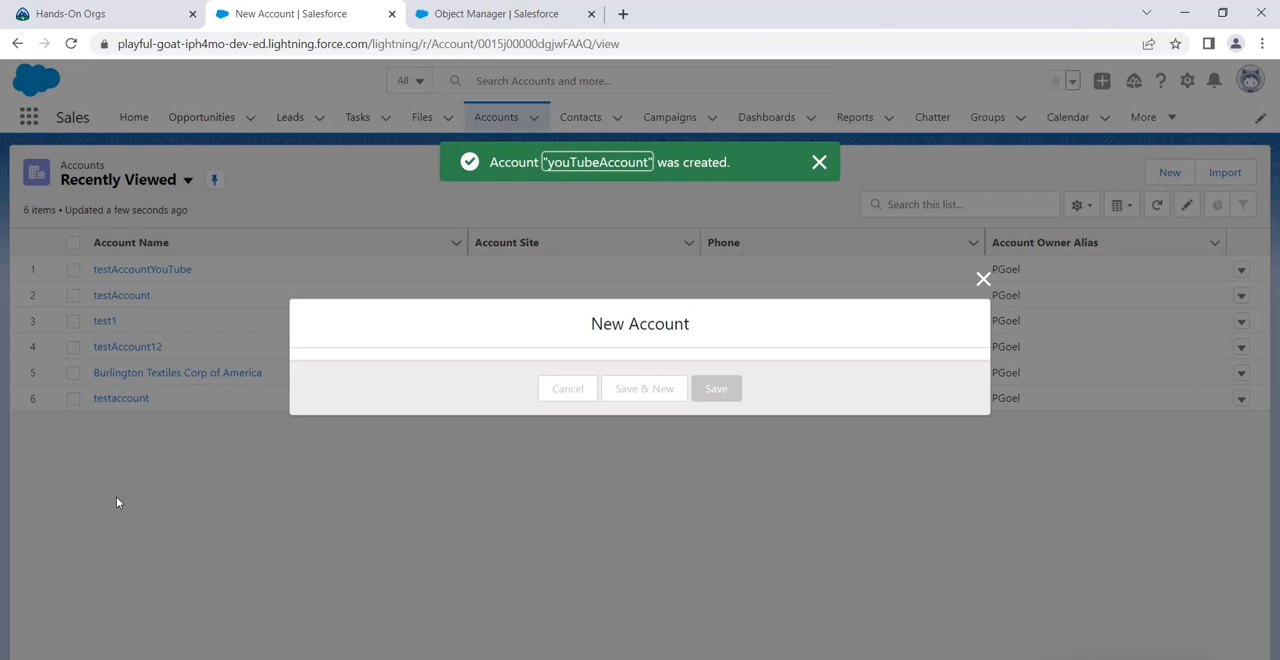 Hands-On Orgs
New Account | Salesforce
Object Manager | Salesforce
playful-goat-iph4mo-dev-ed.lightning.force.com/lightning/r/Account/0015j00000dgjwFAAQ/view
All
Search Accounts and more...
Sales
Home
Opportunities
Leads
Tasks
Files
Accounts
Contacts
Campaigns
Dashboards
Reports
Chatter
Groups
Calendar
More
Account "youTubeAccount" was created.
Accounts
Recently Viewed
New
Import
6 items • Updated a few seconds ago
Search this list...
Account Name
Account Site
Phone
Account Owner Alias
1 testAccountYouTube PGoel
2 testAccount PGoel
3 test1 PGoel
4 testAccount12 PGoel
5 Burlington Textiles Corp of America PGoel
6 testaccount PGoel
New Account
Cancel
Save & New
Save